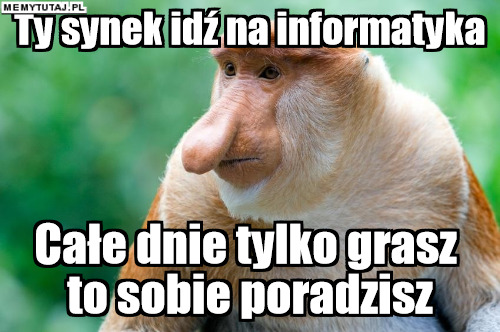 MEMYTUTAJ.PL
Ty synek idź na informatyka
Całe dnie tylko grasz
to sobie poradzisz